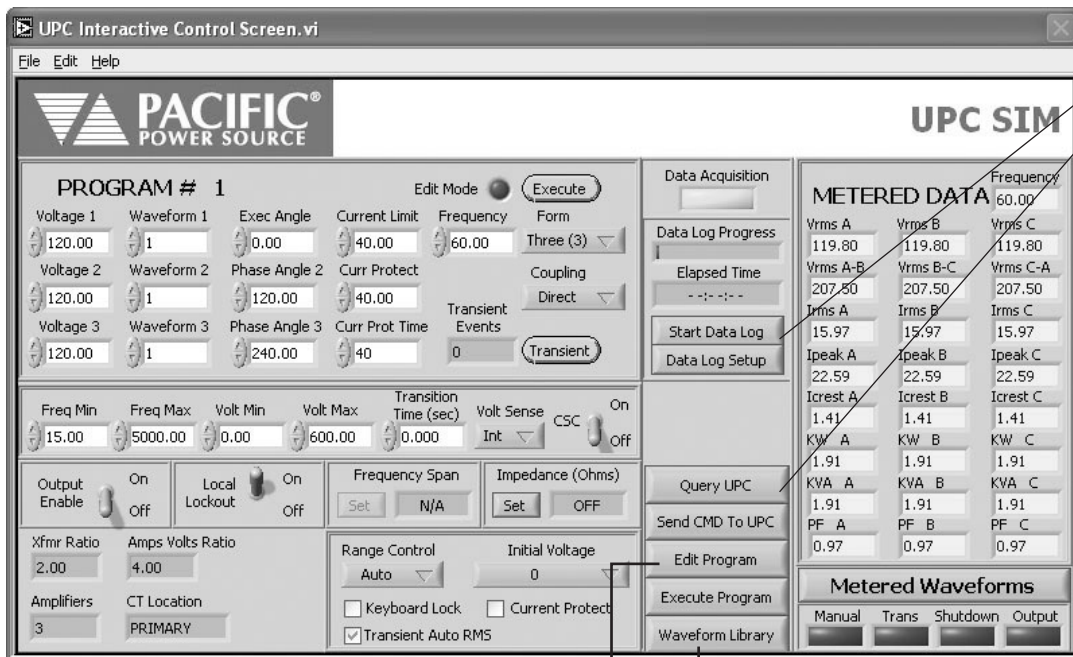 UPC Interactive Control Screen.vi
File Edit Help
PACIFIC®
POWER SOURCE
UPC SIM
PROGRAM # 1
Edit Mode
Execute
Voltage 1 Waveform 1 Exec Angle Current Limit Frequency Form
120.00 1 0.00 40.00 60.00 Three (3)
Voltage 2 Waveform 2 Phase Angle 2 Curr Protect Coupling
120.00 1 120.00 40.00 Direct
Voltage 3 Waveform 3 Phase Angle 3 Curr Prot Time Transient Events
120.00 1 240.00 40 0 Transient
Freq Min Freq Max Volt Min Volt Max Transition Time (sec) Volt Sense CSC On
15.00 5000.00 0.00 600.00 0.000 Int Off
Output Enable On Off
Local Lockout On Off
Frequency Span
Set N/A
Impedance (Ohms)
Set OFF
Xfmr Ratio Amps Volts Ratio
2.00 4.00
Amplifiers CT Location
3 PRIMARY
Range Control Initial Voltage
Auto 0
Keyboard Lock Current Protect
Transient Auto RMS
Data Acquisition
Data Log Progress
Elapsed Time
--:--:--
Start Data Log
Data Log Setup
Query UPC
Send CMD To UPC
Edit Program
Execute Program
Waveform Library
METERED DATA
Frequency
60.00
Vrms A Vrms B Vrms C
119.80 119.80 119.80
Vrms A-B Vrms B-C Vrms C-A
207.50 207.50 207.50
Irms A Irms B Irms C
15.97 15.97 15.97
Ipeak A Ipeak B Ipeak C
22.59 22.59 22.59
Icrest A Icrest B Icrest C
1.41 1.41 1.41
KW A KW B KW C
1.91 1.91 1.91
KVA A KVA B KVA C
1.91 1.91 1.91
PF A PF B PF C
0.97 0.97 0.97
Metered Waveforms
Manual Trans Shutdown Output